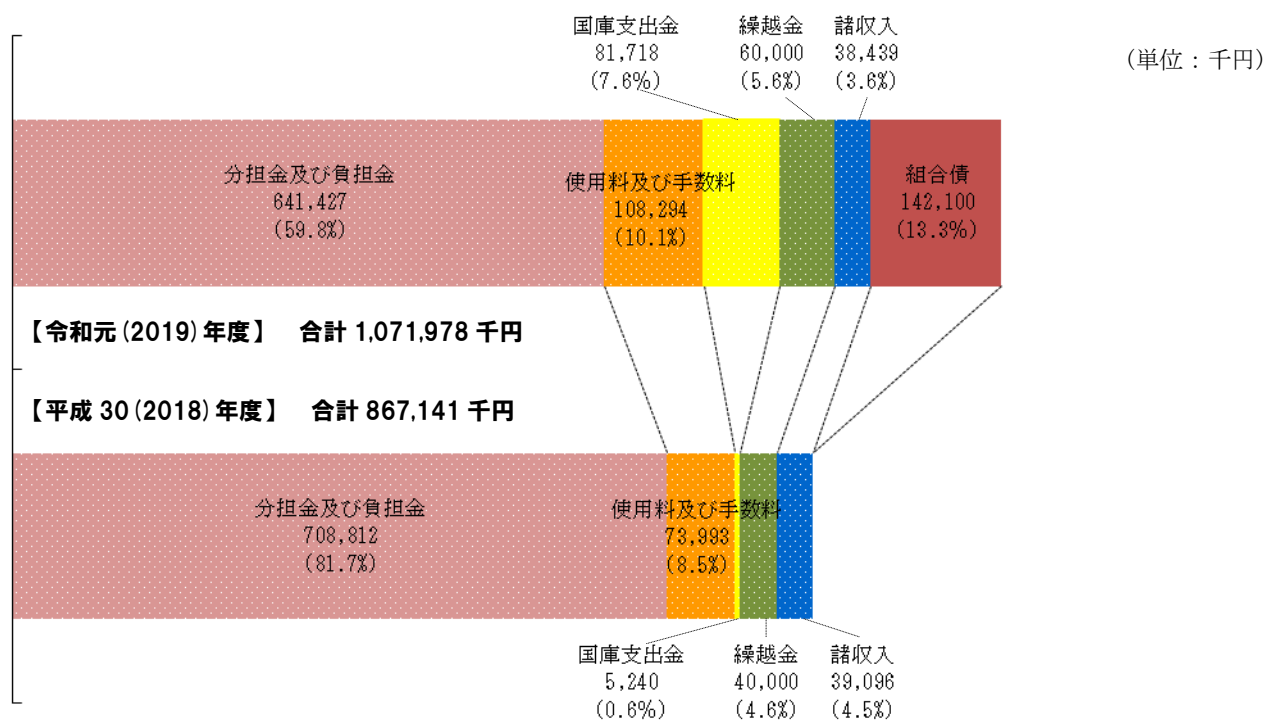 国庫支出金
81,718
(7.6%)
繰越金
60,000
(5.6%)
諸収入
38,439
(3.6%)
(単位：千円)
分担金及び負担金
641,427
(59.8%)
使用料及び手数料
108,294
(10.1%)
組合債
142,100
(13.3%)
【令和元(2019)年度】 合計 1,071,978 千円
【平成 30(2018)年度】 合計 867,141 千円
分担金及び負担金
708,812
(81.7%)
使用料及び手数料
73,993
(8.5%)
国庫支出金
5,240
(0.6%)
繰越金
40,000
(4.6%)
諸収入
39,096
(4.5%)